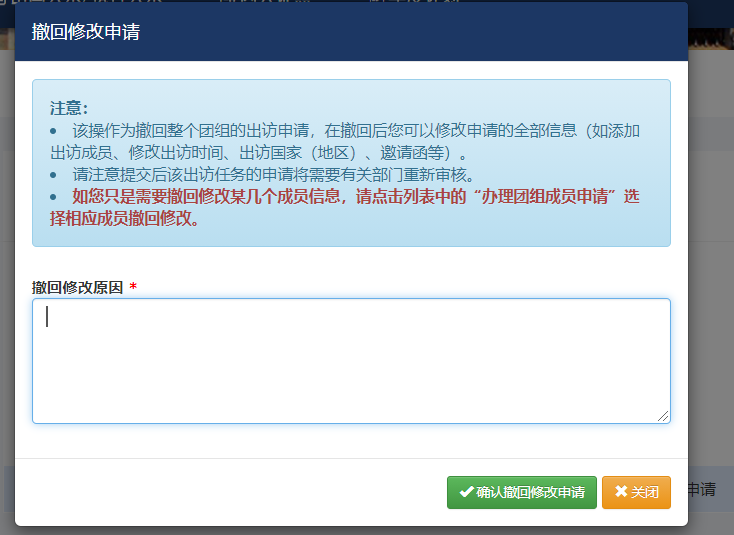 撤回修改申请
注意：
• 该操作为撤回整个团组的出访申请，在撤回后您可以修改申请的全部信息（如添加
出访成员、修改出访时间、出访国家（地区）、邀请函等）。
• 请注意提交后该出访任务的申请将需要有关部门重新审核。
• 如您只是需要撤回修改某几个成员信息，请点击列表中的“办理团组成员申请”选
择相应成员撤回修改。
撤回修改原因 *
确认撤回修改申请 关闭
申请